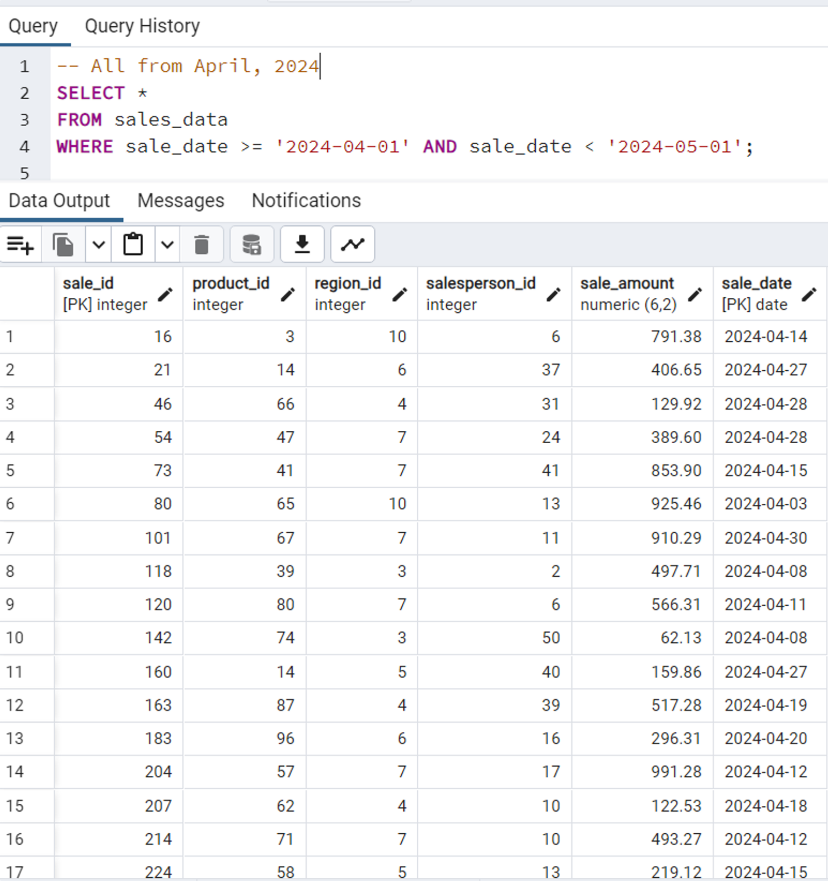 Query Query History
1 -- All from April, 2024
2 SELECT *
3 FROM sales_data
4 WHERE sale_date >= '2024-04-01' AND sale_date < '2024-05-01';
5
Data Output Messages Notifications
sale_id product_id region_id salesperson_id sale_amount sale_date
[PK] integer integer integer integer numeric (6,2) [PK] date
1 16 3 10 6 791.38 2024-04-14
2 21 14 6 37 406.65 2024-04-27
3 46 66 4 31 129.92 2024-04-28
4 54 47 7 24 389.60 2024-04-28
5 73 41 7 41 853.90 2024-04-15
6 80 65 10 13 925.46 2024-04-03
7 101 67 7 11 910.29 2024-04-30
8 118 39 3 2 497.71 2024-04-08
9 120 80 7 6 566.31 2024-04-11
10 142 74 3 50 62.13 2024-04-08
11 160 14 5 40 159.86 2024-04-27
12 163 87 4 39 517.28 2024-04-19
13 183 96 6 16 296.31 2024-04-20
14 204 57 7 17 991.28 2024-04-12
15 207 62 4 10 122.53 2024-04-18
16 214 71 7 10 493.27 2024-04-12
17 224 58 5 13 219.12 2024-04-15